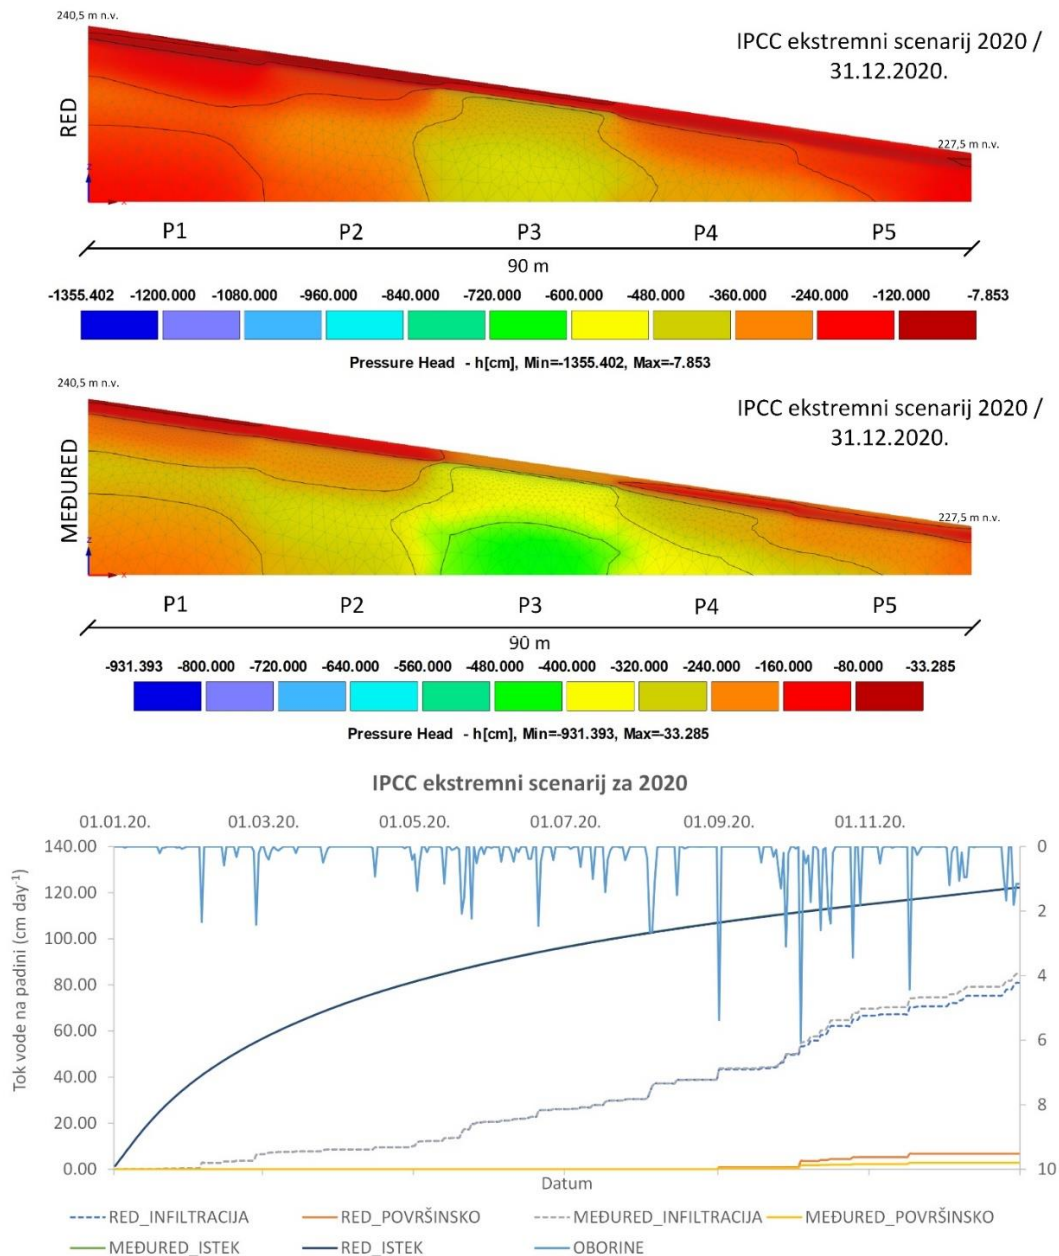 240,5 m n.v.
IPCC ekstremni scenarij 2020 /
31.12.2020.
RED
227,5 m n.v.
z
x
P1 P2 P3 P4 P5
90 m
-1355.402 -1200.000 -1080.000 -960.000 -840.000 -720.000 -600.000 -480.000 -360.000 -240.000 -120.000 -7.853
Pressure Head - h[cm], Min=-1355.402, Max=-7.853
240,5 m n.v.
IPCC ekstremni scenarij 2020 /
31.12.2020.
MEĐURED
227,5 m n.v.
z
x
P1 P2 P3 P4 P5
90 m
-931.393 -800.000 -720.000 -640.000 -560.000 -480.000 -400.000 -320.000 -240.000 -160.000 -80.000 -33.285
Pressure Head - h[cm], Min=-931.393, Max=-33.285
IPCC ekstremni scenarij za 2020
01.01.20. 01.03.20. 01.05.20. 01.07.20. 01.09.20. 01.11.20.
140.00 0
120.00 2
100.00
80.00 4
60.00 6
40.00
20.00 8
0.00 10
Tok vode na padini (cm day-1)
Datum
RED_INFILTRACIJA RED_POVRŠINSKO MEĐURED_INFILTRACIJA MEĐURED_POVRŠINSKO
MEĐURED_ISTEK RED_ISTEK OBORINE